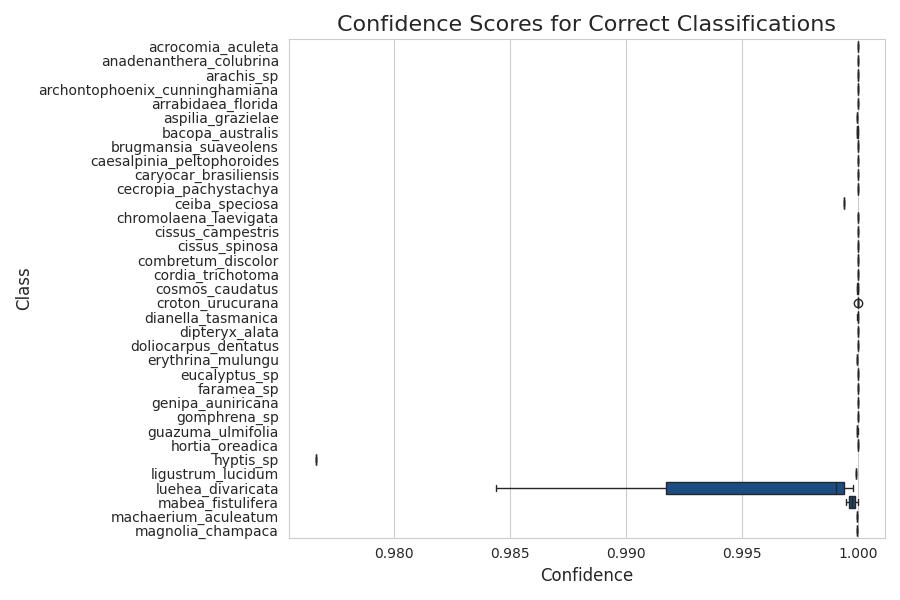 Confidence Scores for Correct Classifications
acrocomia_aculeta
anadenanthera_colubrina
arachis_sp
archontophoenix_cunninghamiana
arrabidaea_florida
aspilia_grazielae
bacopa_australis
brugmansia_suaveolens
caesalpinia_peltophoroides
caryocar_brasiliensis
cecropia_pachystachya
ceiba_speciosa
chromolaena_laevigata
cissus_campestris
cissus_spinosa
combretum_discolor
cordia_trichotoma
cosmos_caudatus
croton_urucurana
dianella_tasmanica
dipteryx_alata
doliocarpus_dentatus
erythrina_mulungu
eucalyptus_sp
faramea_sp
genipa_auniricana
gomphrena_sp
guazuma_ulmifolia
hortia_oreadica
hyptis_sp
ligustrum_lucidum
luehea_divaricata
mabea_fistulifera
machaerium_aculeatum
magnolia_champaca
Class
0.980 0.985 0.990 0.995 1.000
Confidence